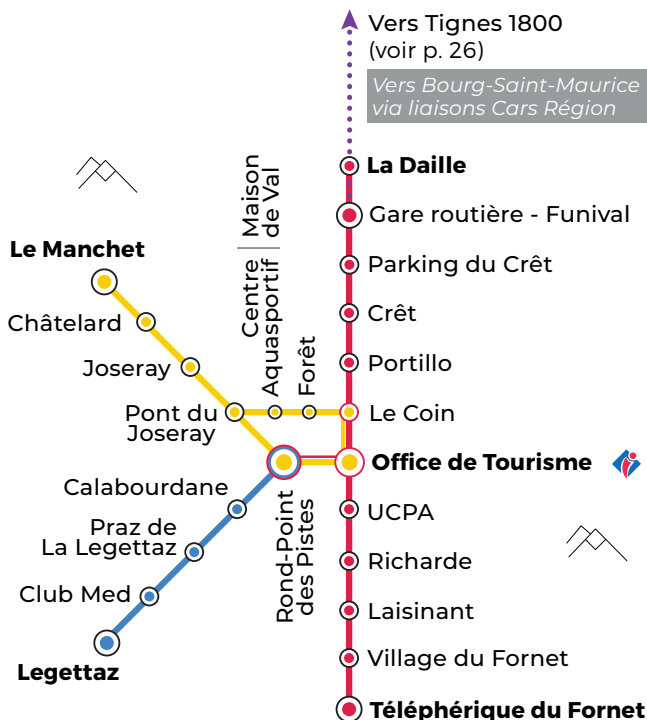 Vers Tignes 1800
(voir p. 26)
Vers Bourg-Saint-Maurice
via liaisons Cars Région
La Daille
Gare routière - Funival
Parking du Crêt
Crêt
Portillo
Le Coin
Office de Tourisme
UCPA
Richarde
Laisinant
Village du Fornet
Téléphérique du Fornet
Maison
de Val
Centre
Aquasportif
Forêt
Le Manchet
Châtelard
Joseray
Pont du
Joseray
Rond-Point
des Pistes
Calabourdane
Praz de
La Legettaz
Club Med
Legettaz